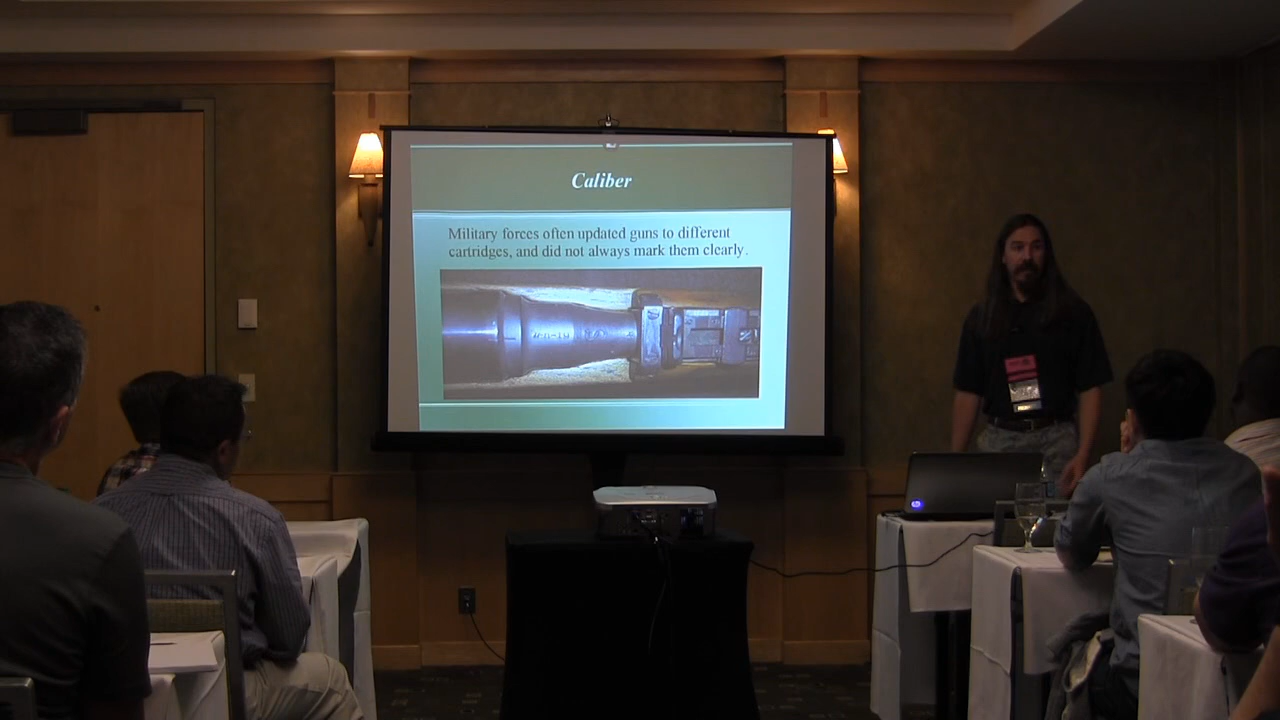 Caliber
Military forces often updated guns to different
cartridges, and did not always mark them clearly.